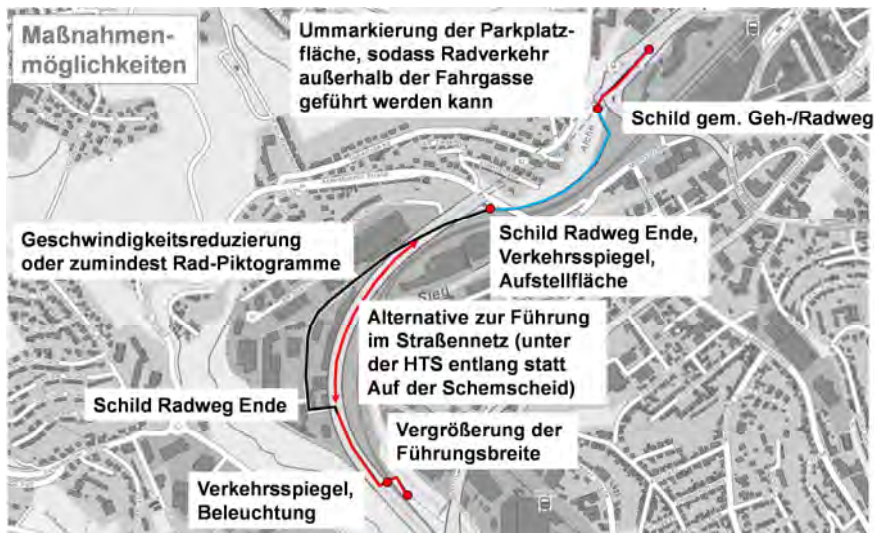 Maßnahmen-
möglichkeiten
Ummarkierung der Parkplatz-
fläche, sodass Radverkehr
außerhalb der Fahrgasse
geführt werden kann
Schild gem. Geh-/Radweg
Alche
Geschwindigkeitsreduzierung
oder zumindest Rad-Piktogramme
Schild Radweg Ende,
Verkehrsspiegel,
Aufstellfläche
Sieg
Alternative zur Führung
im Straßennetz (unter
der HTS entlang statt
Auf der Schemscheid)
Schild Radweg Ende
Vergrößerung der
Führungsbreite
Verkehrsspiegel,
Beleuchtung